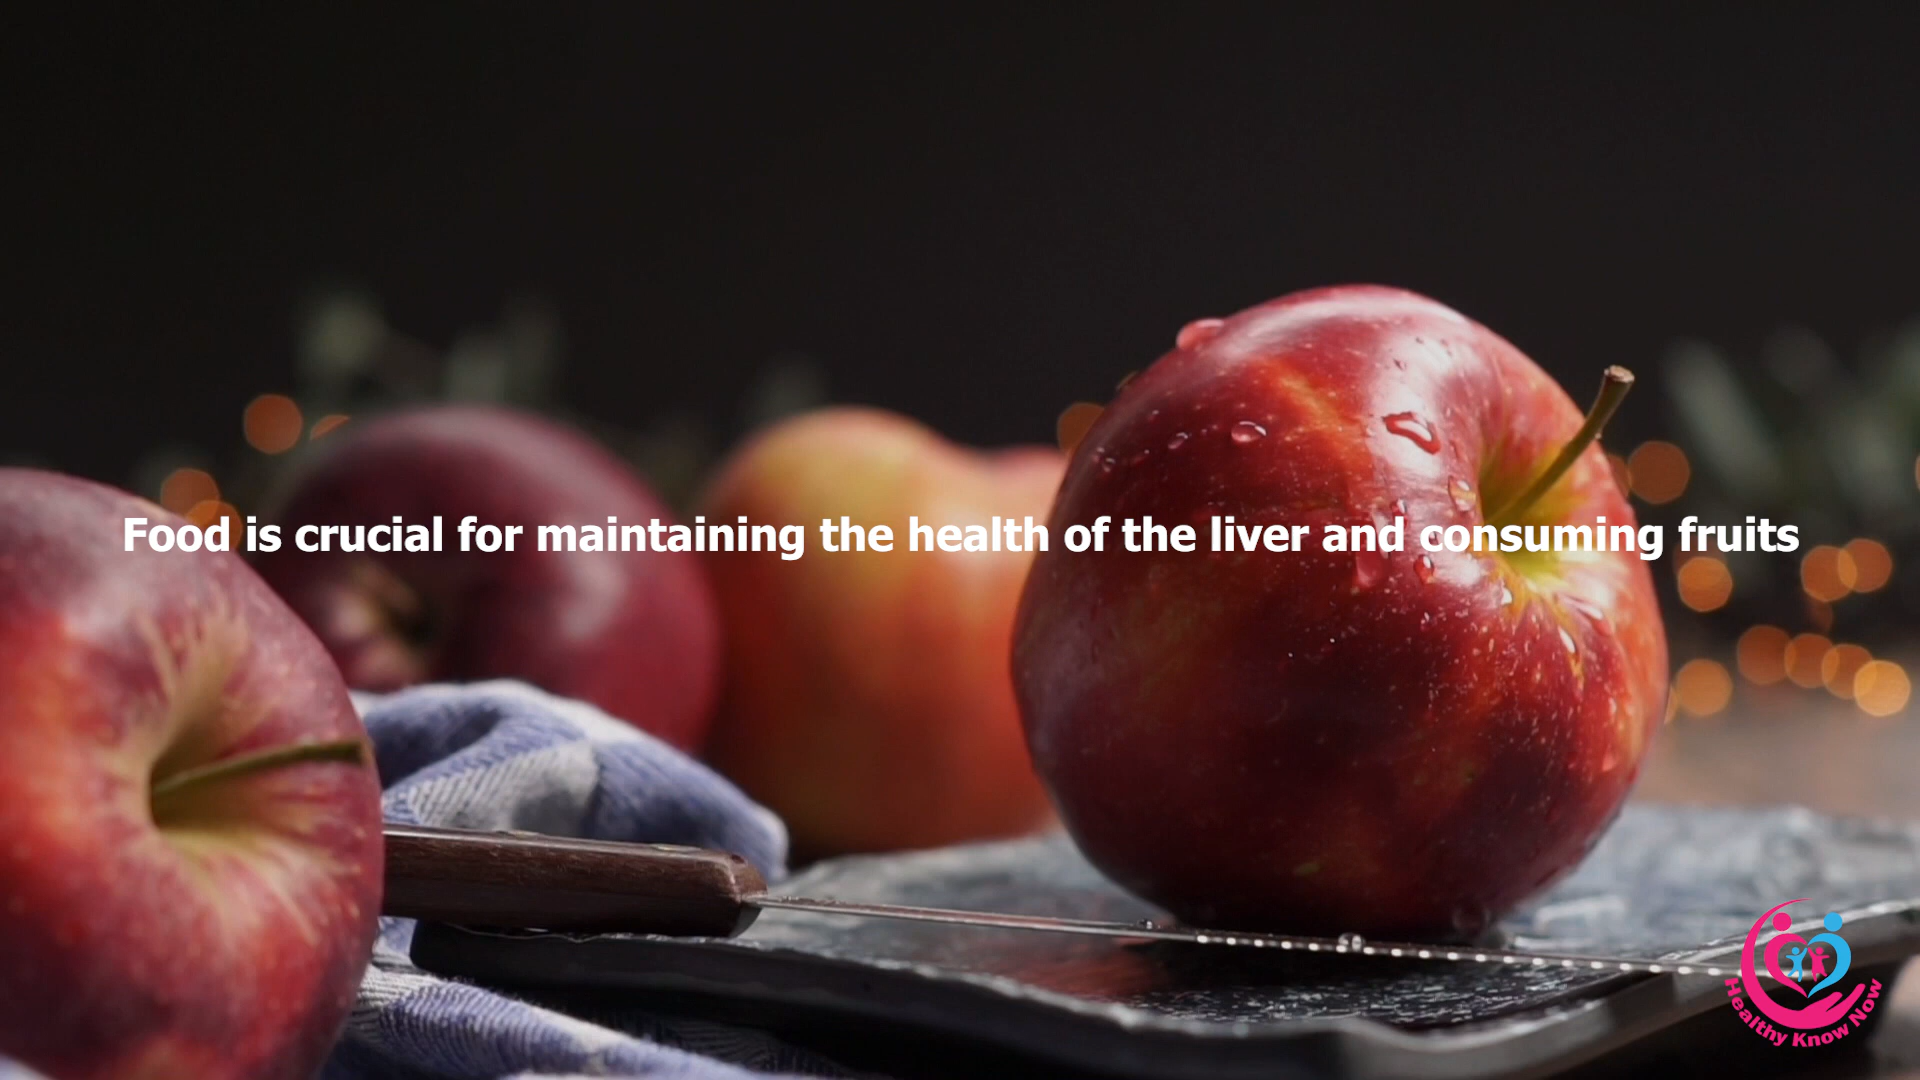 Food is crucial for maintaining the health of the liver and consuming fruits
Healthy Know Now